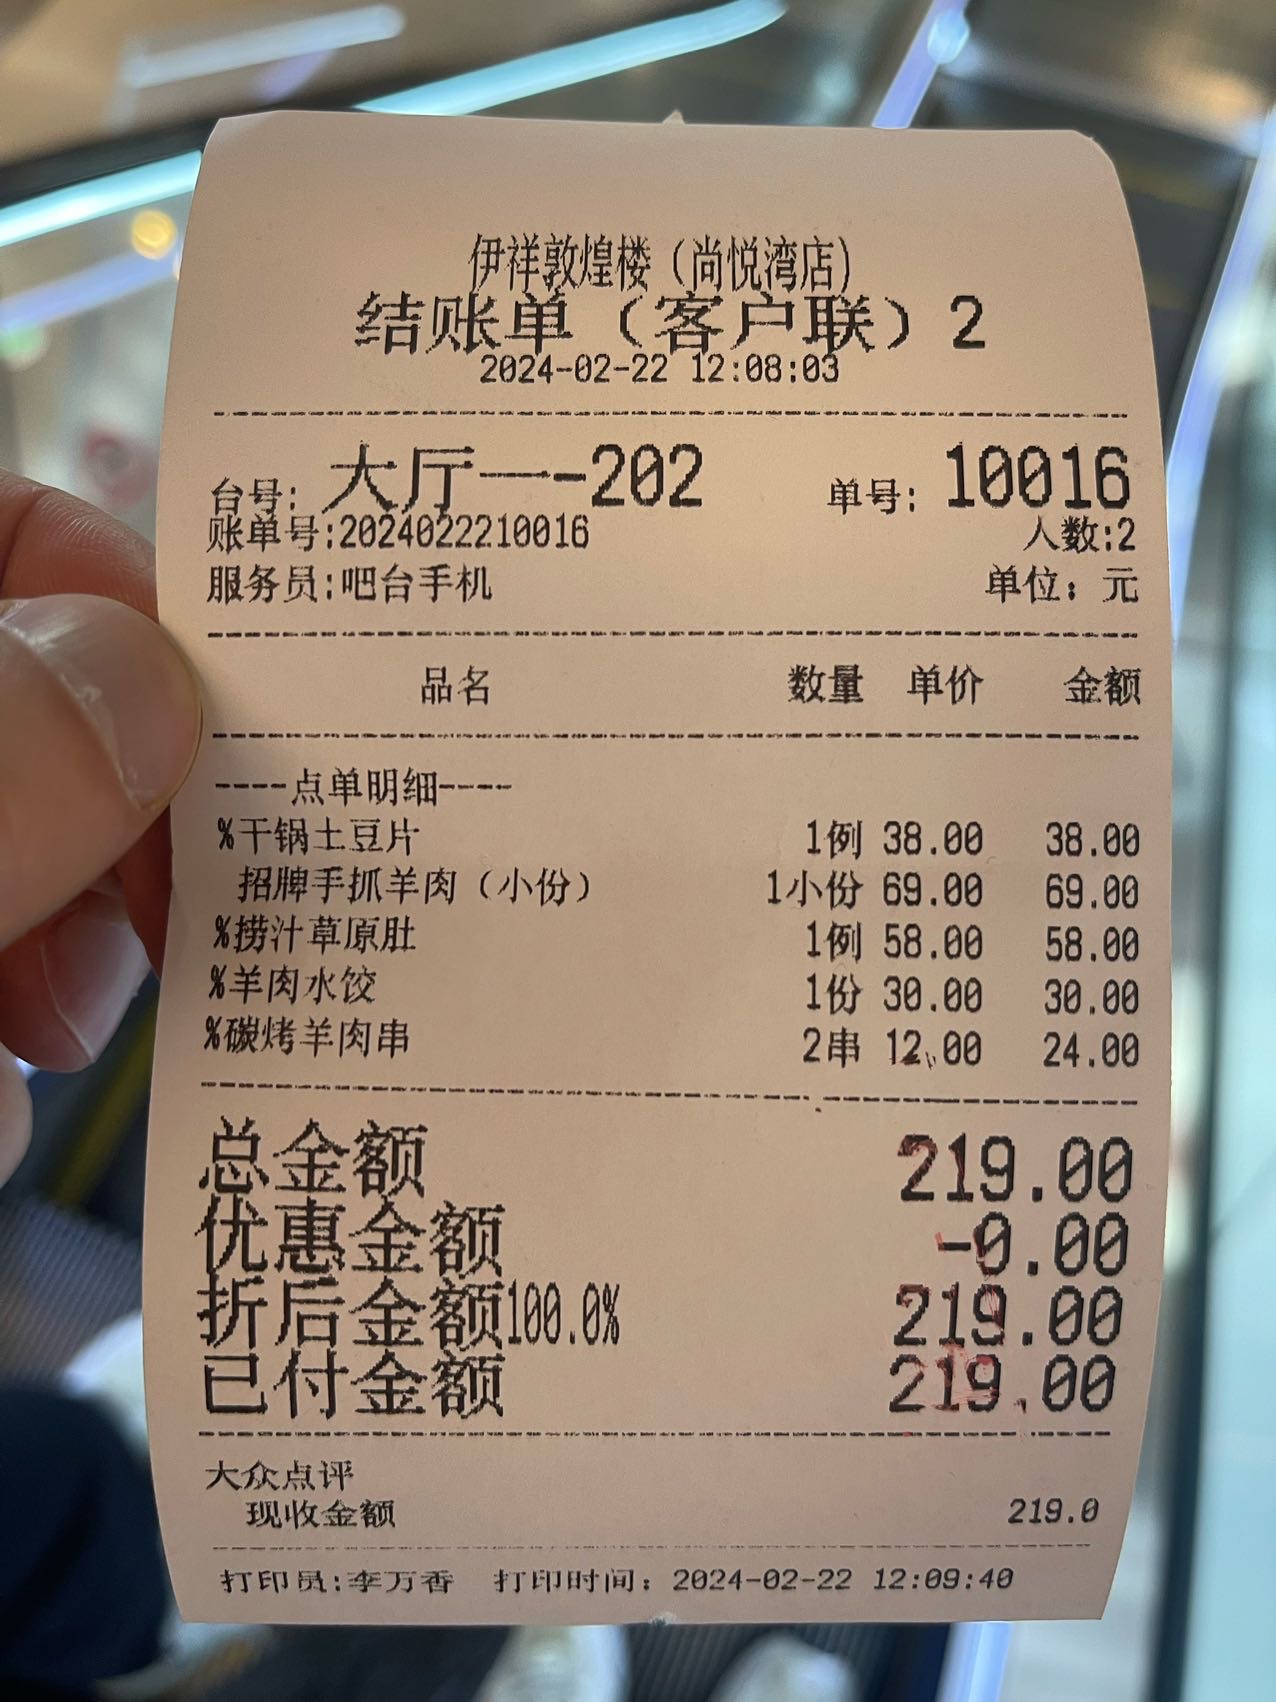 伊祥敦煌楼（尚悦湾店）
结账单（客户联）2
2024-02-22 12:08:03
台号: 大厅一-202 单号: 10016
账单号:2024022210016 人数:2
服务员:吧台手机 单位: 元
品名 数量 单价 金额
----点单明细----
%干锅土豆片 1例 38.00 38.00
招牌手抓羊肉（小份） 1小份 69.00 69.00
%捞汁草原肚 1例 58.00 58.00
%羊肉水饺 1份 30.00 30.00
%碳烤羊肉串 2串 12.00 24.00
总金额 219.00
优惠金额 -0.00
折后金额100.0% 219.00
已付金额 219.00
大众点评
现收金额 219.0
打印员:李万香 打印时间: 2024-02-22 12:09:40